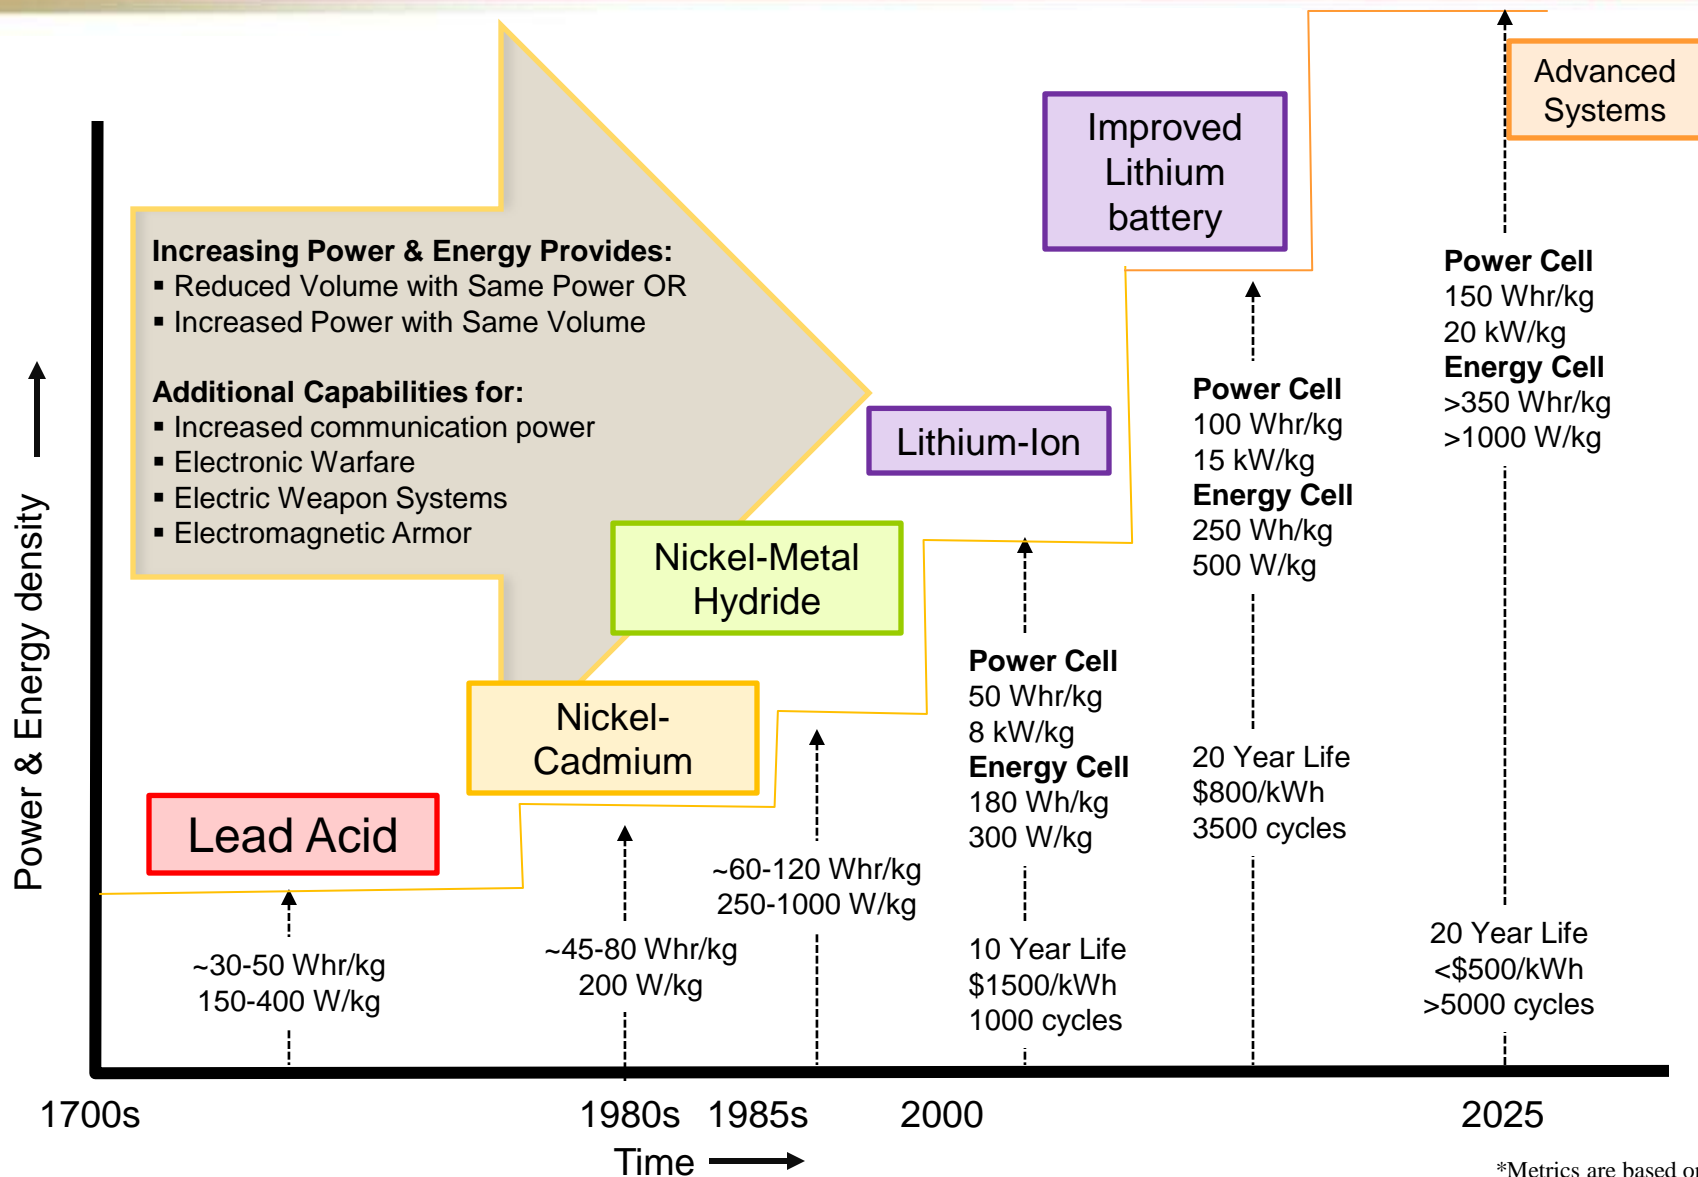 Advanced
Systems
Improved
Lithium
battery
Increasing Power & Energy Provides:
▪ Reduced Volume with Same Power OR
▪ Increased Power with Same Volume
Additional Capabilities for:
▪ Increased communication power
▪ Electronic Warfare
▪ Electric Weapon Systems
▪ Electromagnetic Armor
Lithium-Ion
Nickel-Metal
Hydride
Nickel-
Cadmium
Lead Acid
Power & Energy density
~30-50 Whr/kg
150-400 W/kg
~45-80 Whr/kg
200 W/kg
~60-120 Whr/kg
250-1000 W/kg
Power Cell
50 Whr/kg
8 kW/kg
Energy Cell
180 Wh/kg
300 W/kg
10 Year Life
$1500/kWh
1000 cycles
Power Cell
100 Whr/kg
15 kW/kg
Energy Cell
250 Wh/kg
500 W/kg
20 Year Life
$800/kWh
3500 cycles
Power Cell
150 Whr/kg
20 kW/kg
Energy Cell
>350 Whr/kg
>1000 W/kg
20 Year Life
<$500/kWh
>5000 cycles
1700s
1980s
1985s
2000
2025
Time
*Metrics are based on